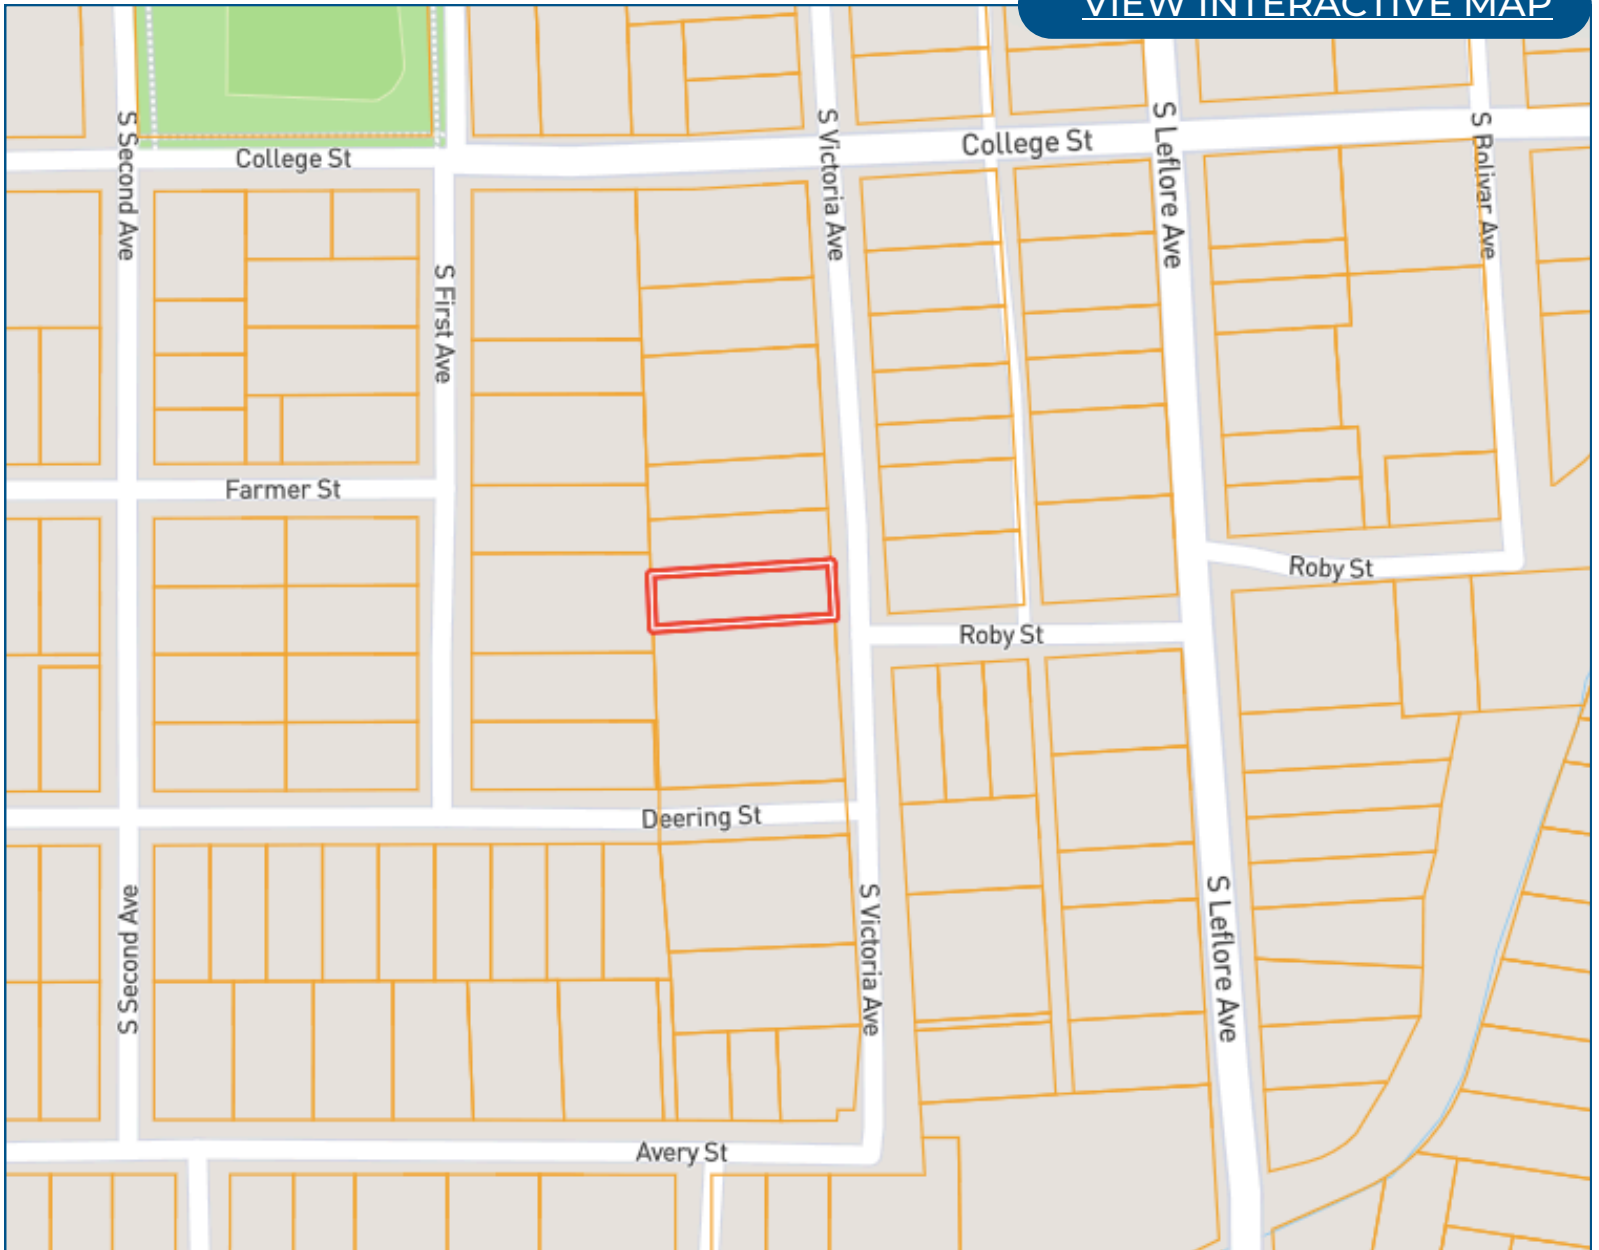 VIEW INTERACTIVE MAP
S Second Ave
College St
S Victoria Ave
College St
S Leflore Ave
S Bolivar Ave
S First Ave
Farmer St
Roby St
Roby St
Deering St
S Second Ave
S Victoria Ave
S Leflore Ave
Avery St